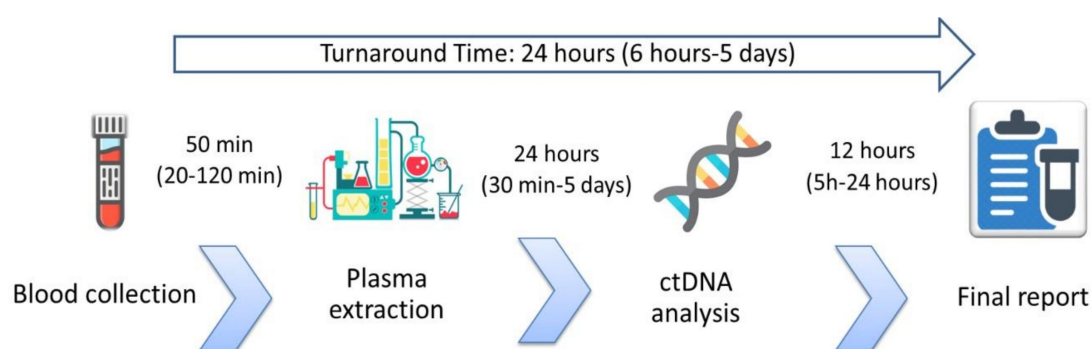 Turnaround Time: 24 hours (6 hours-5 days)
50 min
(20-120 min)
24 hours
(30 min-5 days)
12 hours
(5h-24 hours)
Blood collection
Plasma
extraction
ctDNA
analysis
Final report